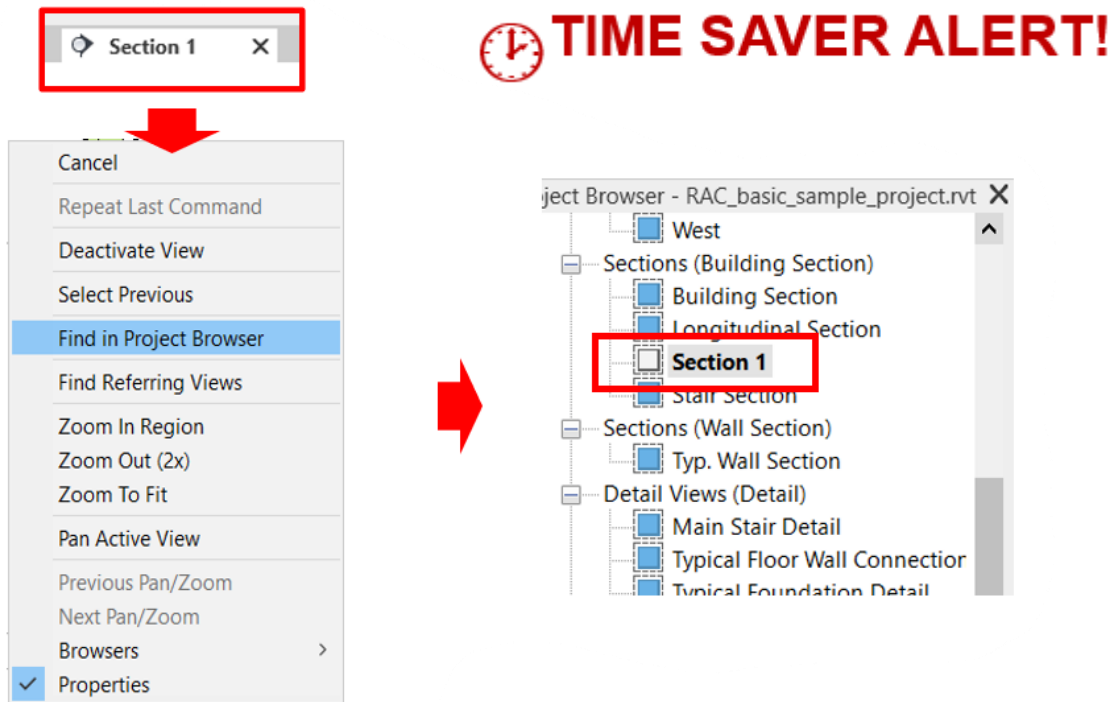 Section 1
TIME SAVER ALERT!
Cancel
Repeat Last Command
Deactivate View
Select Previous
Find in Project Browser
Find Referring Views
Zoom In Region
Zoom Out (2x)
Zoom To Fit
Pan Active View
Previous Pan/Zoom
Next Pan/Zoom
Browsers
Properties
ject Browser - RAC_basic_sample_project.rvt
West
Sections (Building Section)
Building Section
Longitudinal Section
Section 1
Stair Section
Sections (Wall Section)
Typ. Wall Section
Detail Views (Detail)
Main Stair Detail
Typical Floor Wall Connection
Typical Foundation Detail